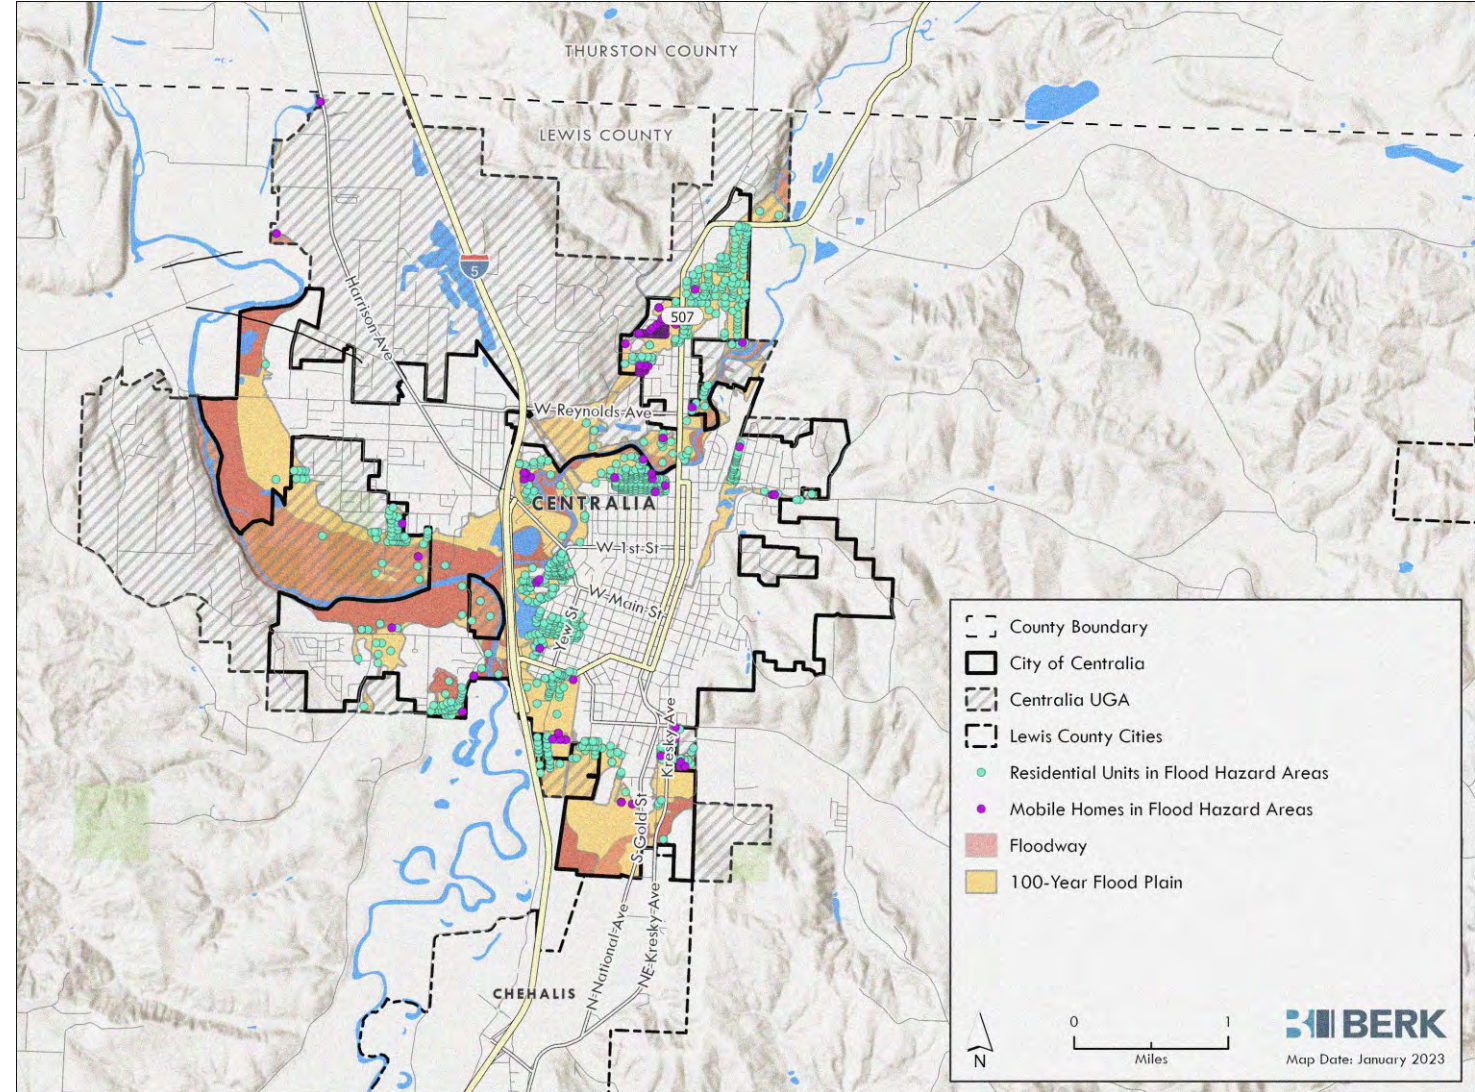 THURSTON COUNTY
LEWIS COUNTY
5
Harrison Ave
507
W Reynolds Ave
CENTRALIA
W 1st St
W Main St
Yew St
Kresky Ave
S Gold St
N National Ave
NE Kresky Ave
CHEHALIS
County Boundary
City of Centralia
Centralia UGA
Lewis County Cities
Residential Units in Flood Hazard Areas
Mobile Homes in Flood Hazard Areas
Floodway
100-Year Flood Plain
N
0 1
Miles
BERK
Map Date: January 2023